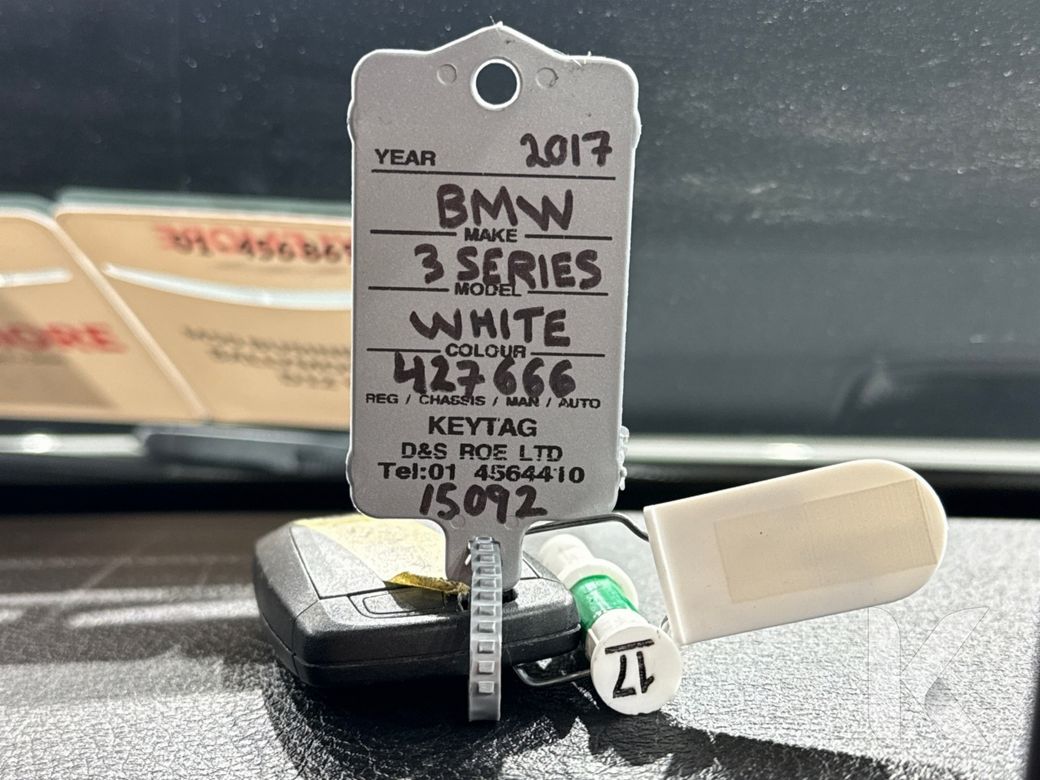 YEAR 2017
BMW
MAKE
3 SERIES
MODEL
WHITE
COLOUR
427666
REG / CHASSIS / MAN / AUTO
KEYTAG
D&S ROE LTD
Tel:01 4564410
15092
17